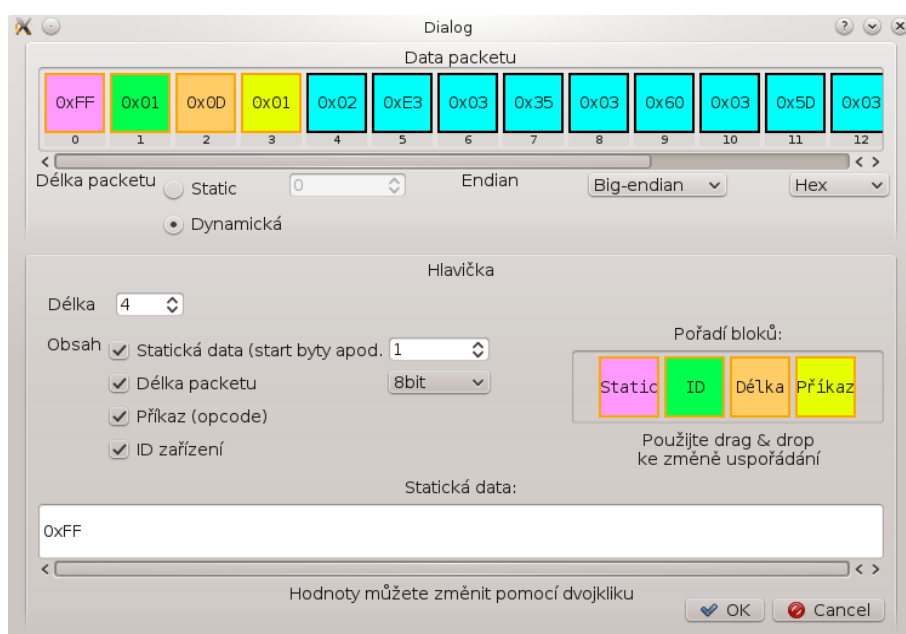 Dialog
Data packetu
0xFF 0x01 0x0D 0x01 0x02 0xE3 0x03 0x35 0x03 0x60 0x03 0x5D 0x03
0 1 2 3 4 5 6 7 8 9 10 11 12
Délka packetu Static 0 Endian Big-endian Hex
Dynamická
Hlavička
Délka 4
Pořadí bloků:
Obsah Statická data (start byty apod. 1
Static ID Délka Příkaz
Délka packetu 8bit
Příkaz (opcode)
Použijte drag & drop
ID zařízení
ke změně uspořádání
Statická data:
0xFF
Hodnoty můžete změnit pomocí dvojkliku
OK Cancel